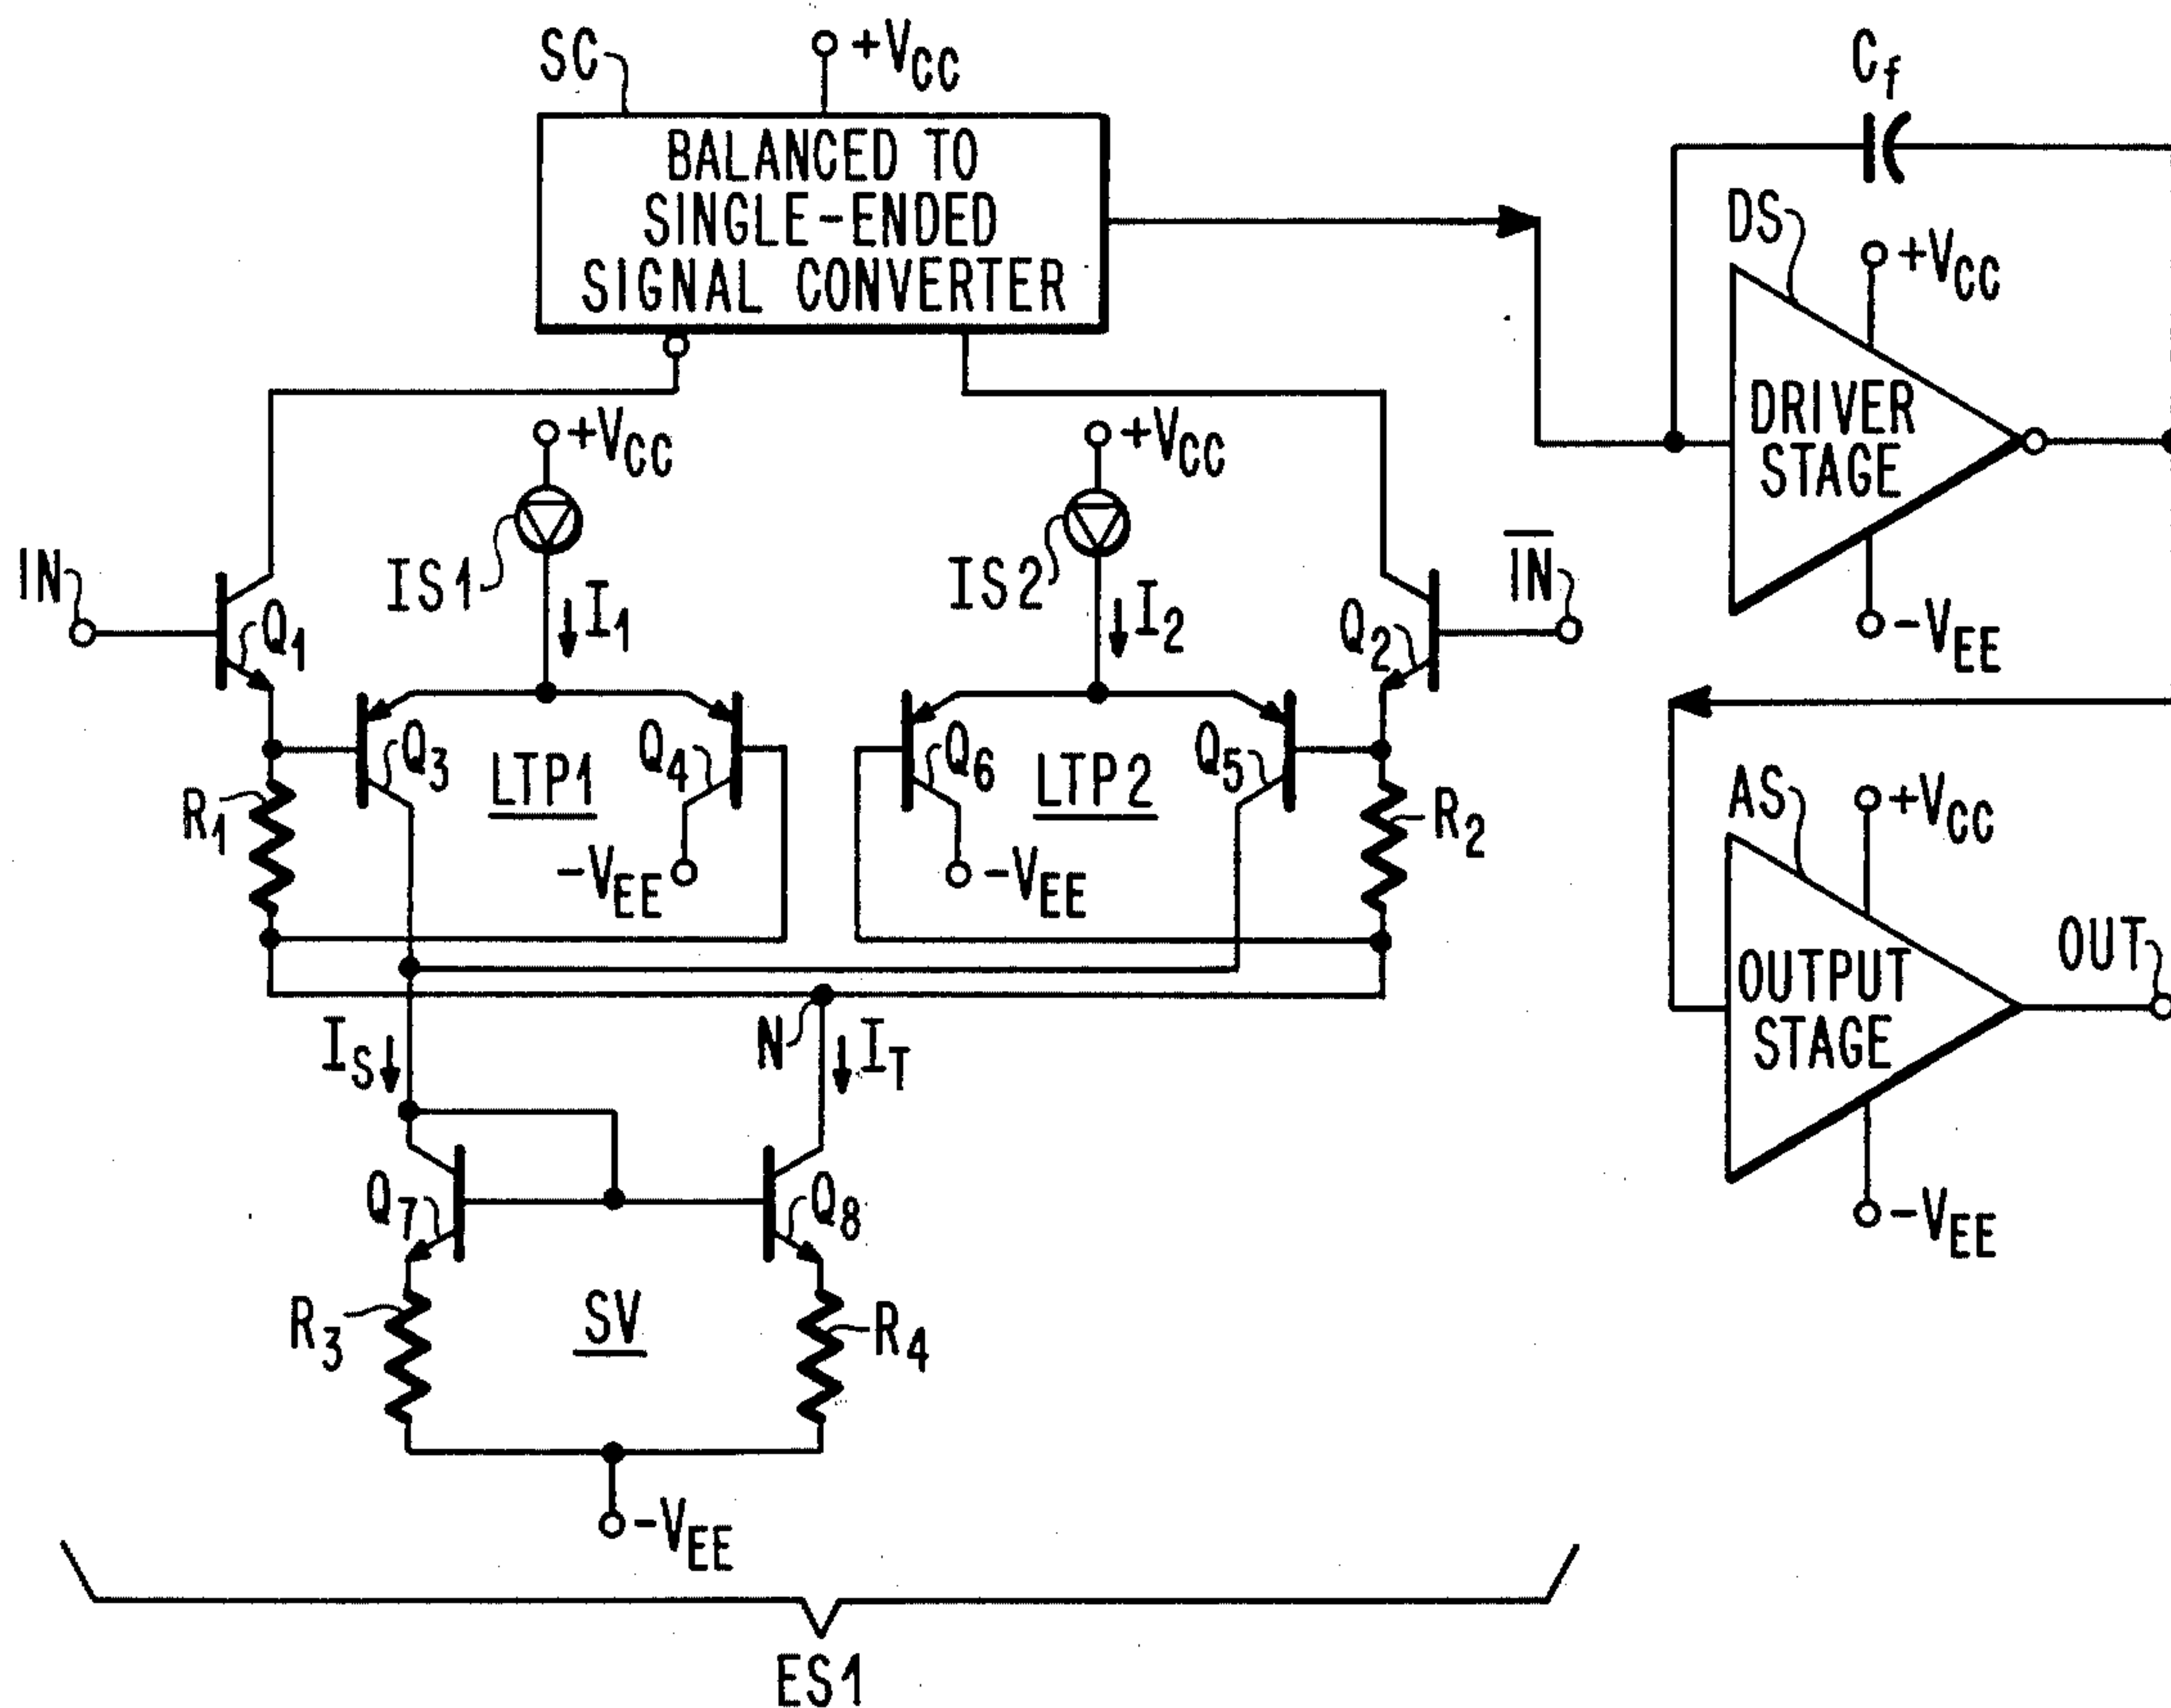 SC
+VCC
BALANCED TO
SINGLE-ENDED
SIGNAL CONVERTER
Cf
DS
+VCC
DRIVER
STAGE
-VEE
+VCC
IS1
I1
+VCC
IS2
I2
IN
Q1
IN
Q2
Q3
LTP1
Q4
Q6
LTP2
Q5
R1
-VEE
-VEE
R2
AS
+VCC
OUTPUT
STAGE
OUT
-VEE
IS
N
IT
Q7
Q8
R3
SV
R4
-VEE
ES1